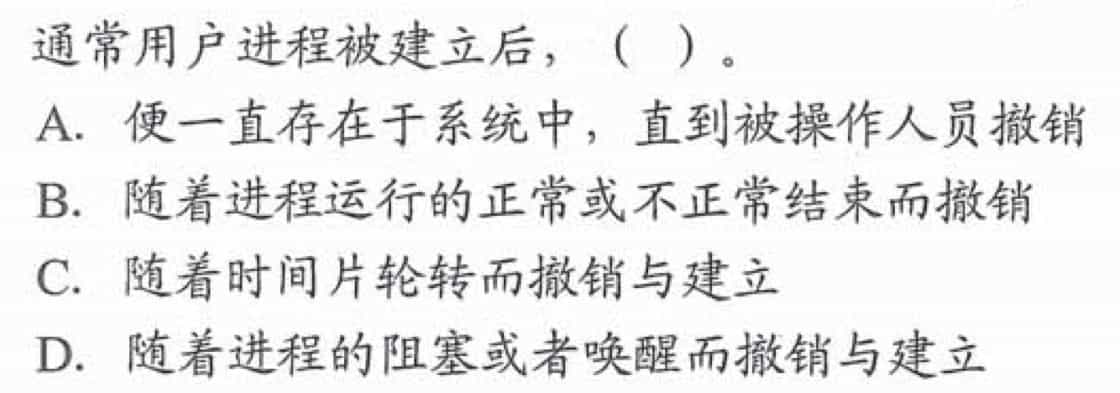 通常用户进程被建立后，（ ）。
A. 便一直存在于系统中，直到被操作人员撤销
B. 随着进程运行的正常或不正常结束而撤销
C. 随着时间片轮转而撤销与建立
D. 随着进程的阻塞或者唤醒而撤销与建立